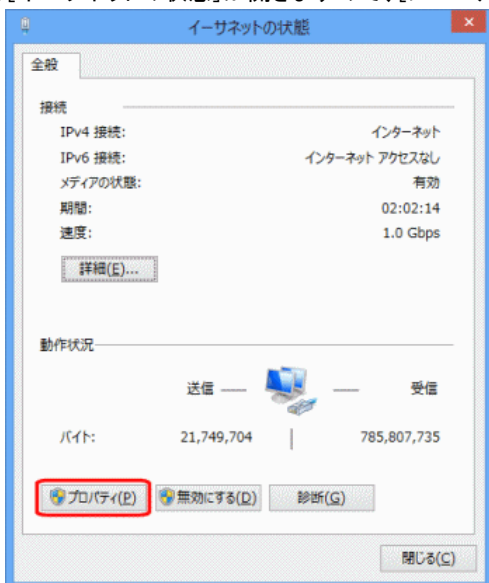 イーサネットの状態
全般
接続
IPv4 接続: インターネット
IPv6 接続: インターネット アクセスなし
メディアの状態: 有効
期間: 02:02:14
速度: 1.0 Gbps
詳細(E)...
動作状況
送信 受信
バイト: 21,749,704 785,807,735
プロパティ(P) 無効にする(D) 診断(G)
閉じる(C)